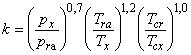 k = (p_x / p_ra)^0,7 (T_ra / T_x)^1,2 (T_cr / T_cx)^1,0